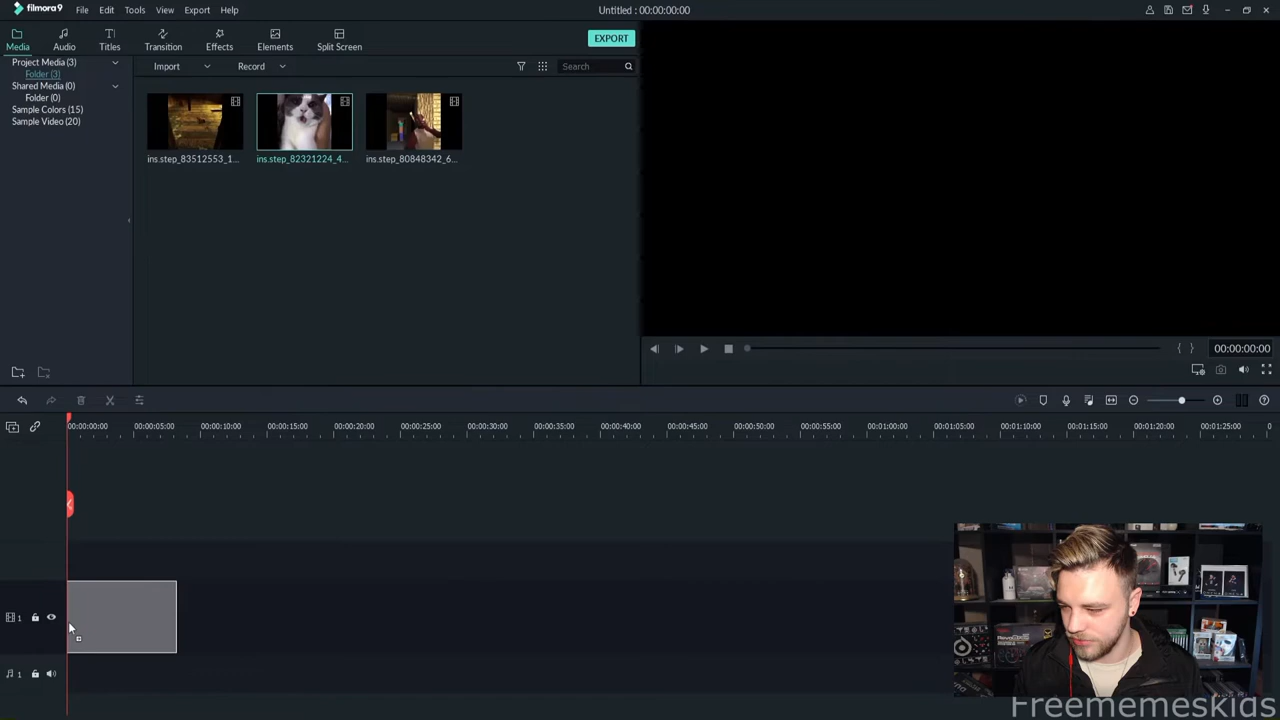 filmora9 File Edit Tools View Export Help Untitled : 00:00:00:00
Media Audio Titles Transition Effects Elements Split Screen EXPORT
Project Media (3)
Folder (3)
Shared Media (0)
Folder (0)
Sample Colors (15)
Sample Video (20)
Import Record Search
ins.step_83512553_1... ins.step_82321224_4... ins.step_80848342_6...
{ } 00:00:00:00
00:00:00:00 00:00:05:00 00:00:10:00 00:00:15:00 00:00:20:00 00:00:25:00 00:00:30:00 00:00:35:00 00:00:40:00 00:00:45:00 00:00:50:00 00:00:55:00 00:01:00:00 00:01:05:00 00:01:10:00 00:01:15:00 00:01:20:00 00:01:25:00 0
1
1
Freememeskids